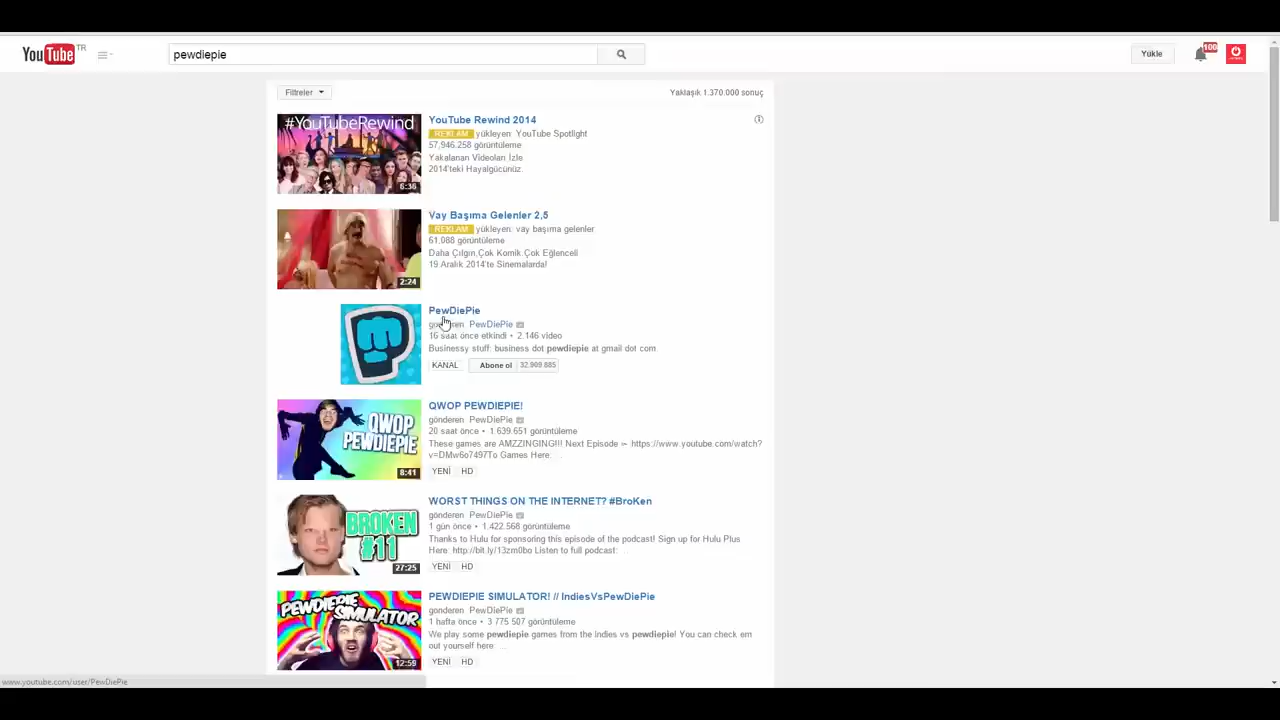 YouTube TR
pewdiepie
Yükle
100
Filtreler
Yaklaşık 1.370.000 sonuç
#YouTubeRewind
6:36
YouTube Rewind 2014
REKLAM yükleyen: YouTube Spotlight
57,946.258 görüntüleme
Yakalanan Videoları İzle
2014'teki Hayalgücünüz.
2:24
Vay Başıma Gelenler 2,5
REKLAM yükleyen: vay başıma gelenler
61,088 görüntüleme
Daha Çılgın,Çok Komik.Çok Eğlenceli
19 Aralık 2014'te Sinemalarda!
PewDiePie
gönderen PewDiePie
16 saat önce etkindi • 2.146 video
Businessy stuff: business dot pewdiepie at gmail dot com.
KANAL
Abone ol 32.909.885
QWOP
PEWDIEPIE
8:41
QWOP PEWDIEPIE!
gönderen PewDiePie
20 saat önce • 1.639.651 görüntüleme
These games are AMZZINGING!!! Next Episode ► https://www.youtube.com/watch?
v=DMw6o7497To Games Here: ...
YENİ HD
BROKEN
#11
27:25
WORST THINGS ON THE INTERNET? #BroKen
gönderen PewDiePie
1 gün önce • 1.422.568 görüntüleme
Thanks to Hulu for sponsoring this episode of the podcast! Sign up for Hulu Plus
Here: http://bit.ly/13zm0bo Listen to full podcast: ...
YENİ HD
PEWDIEPIE SIMULATOR
12:59
PEWDIEPIE SIMULATOR! // IndiesVsPewDiePie
gönderen PewDiePie
1 hafta önce • 3 775 507 görüntüleme
We play some pewdiepie games from the Indies vs pewdiepie! You can check em
out yourself here: ...
YENİ HD
www.youtube.com/user/PewDiePie